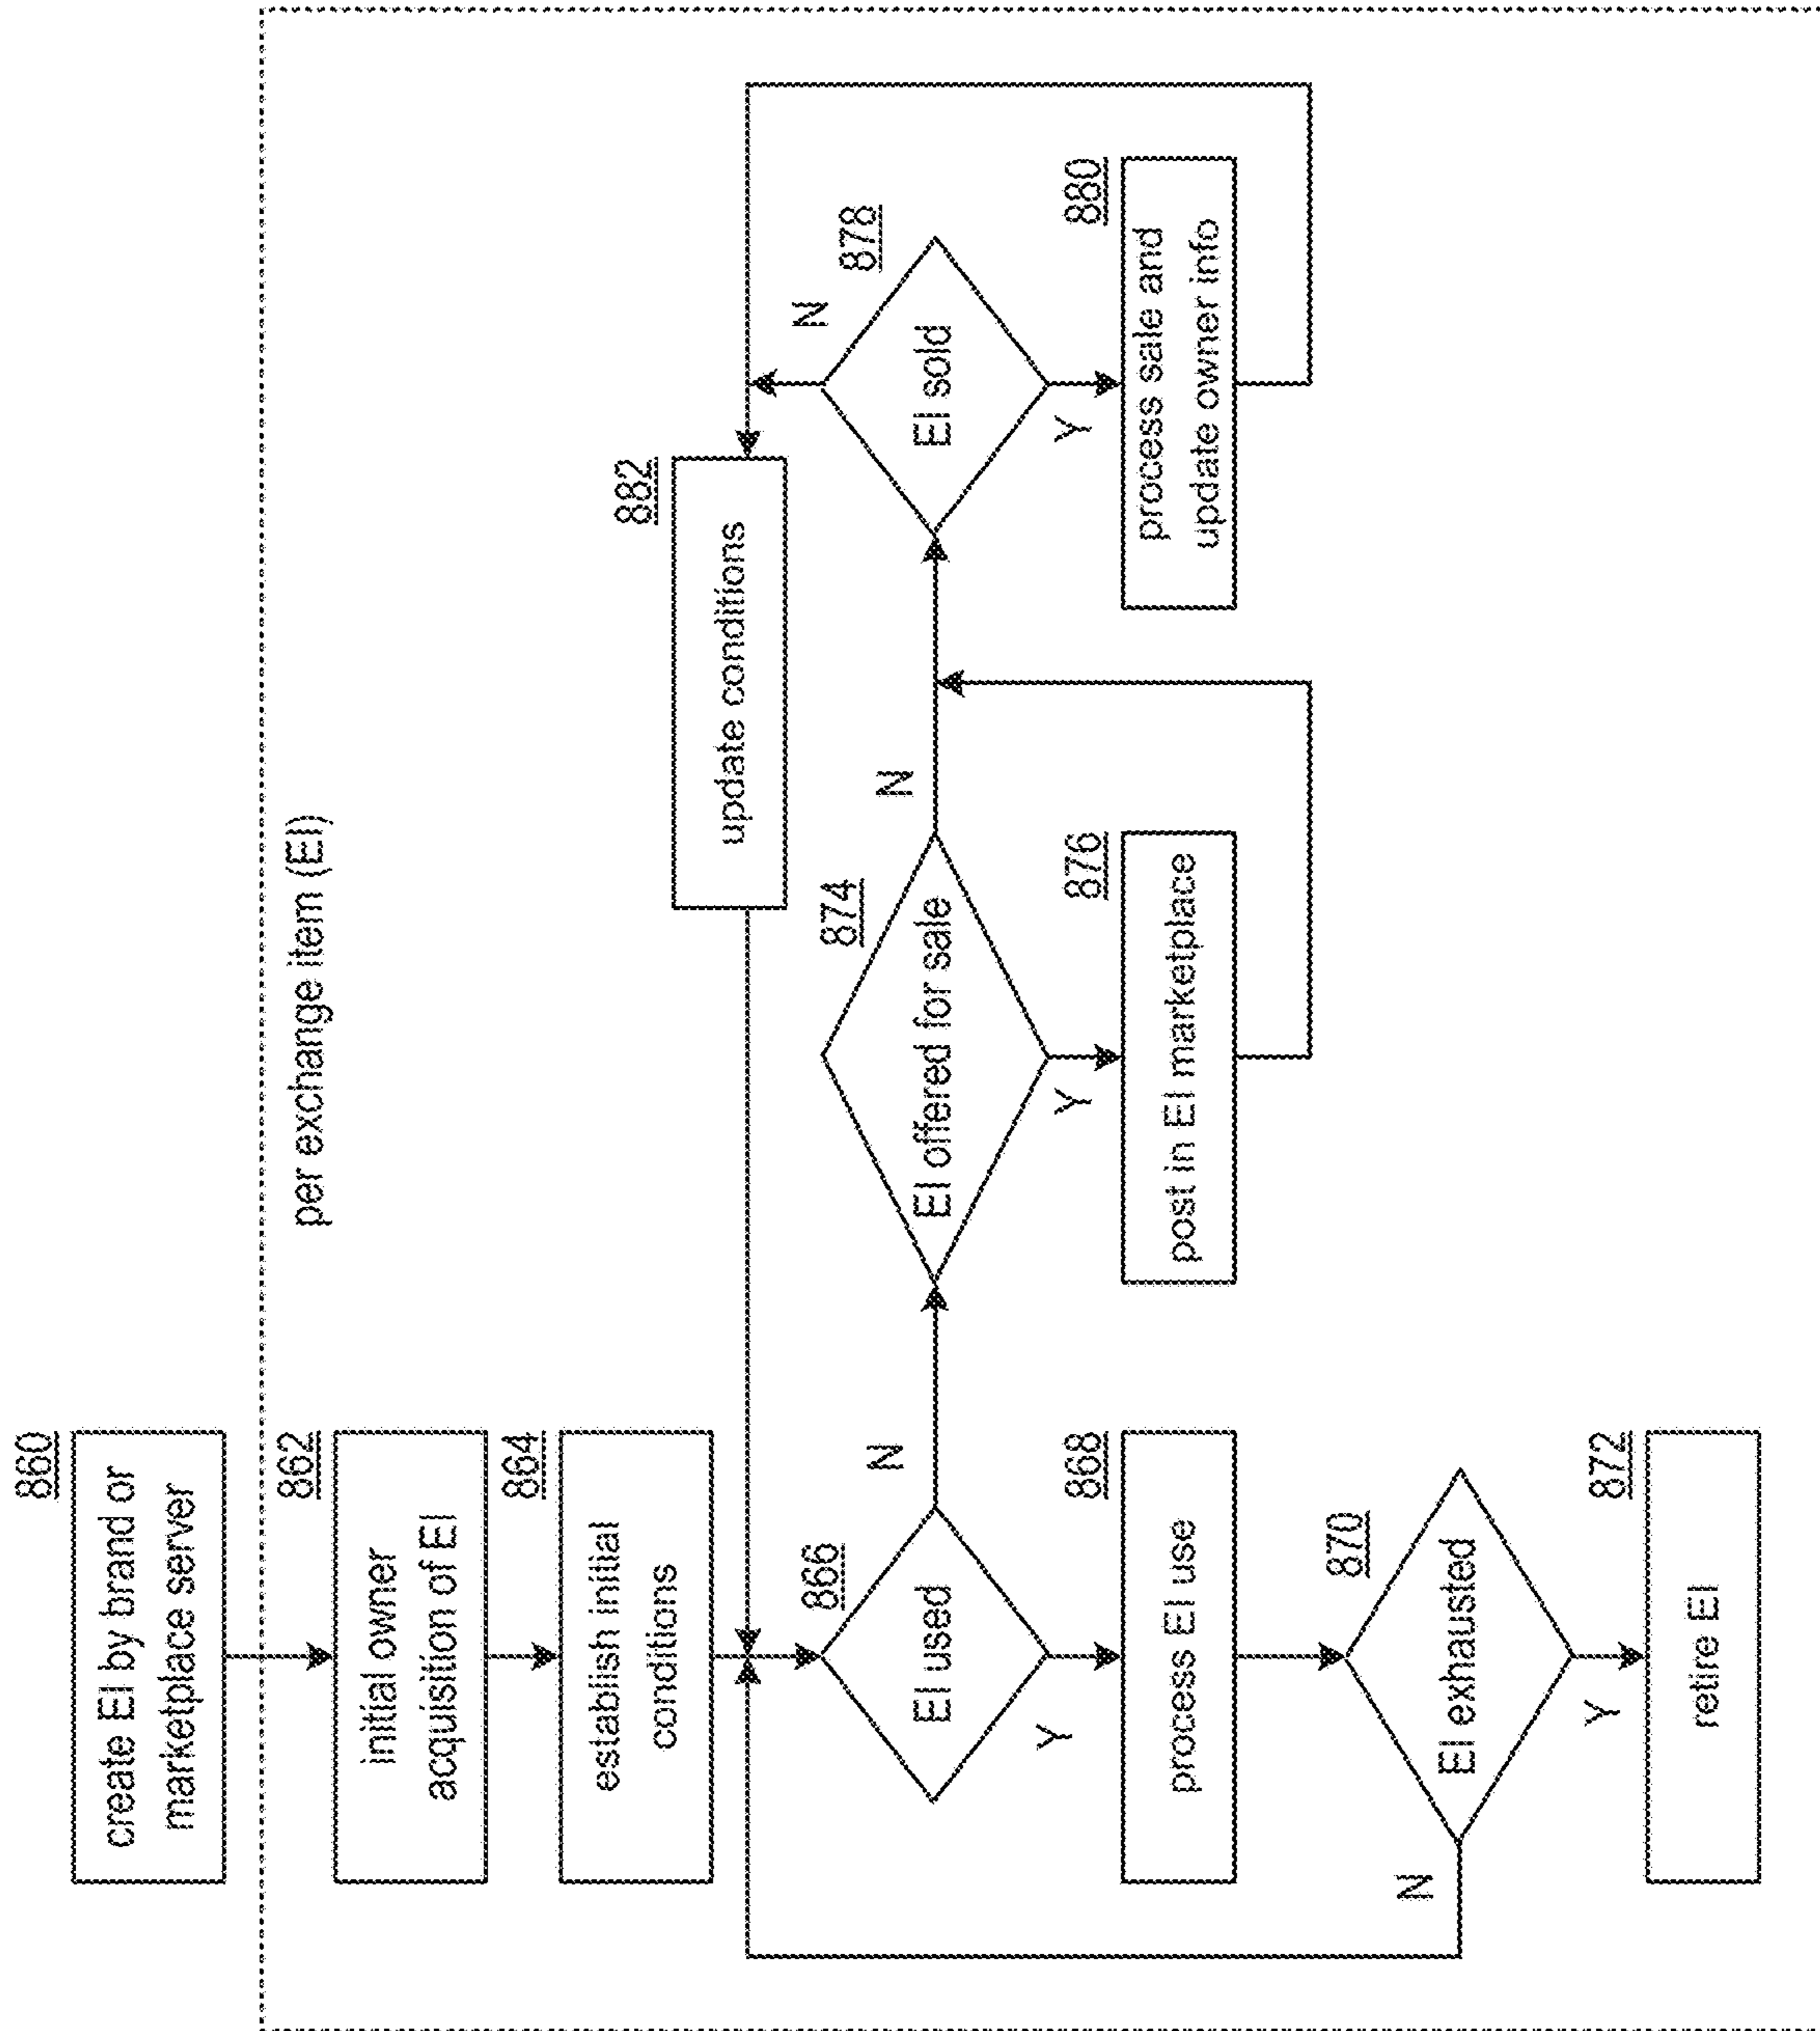 860
create EI by brand or
marketplace server
per exchange item (EI)
862
initial owner
acquisition of EI
864
establish initial
conditions
882
update conditions
866
EI used
N
Y
874
EI offered for sale
N
Y
878
EI sold
N
Y
868
process EI use
876
post in EI marketplace
880
process sale and
update owner info
870
EI exhausted
N
Y
872
retire EI